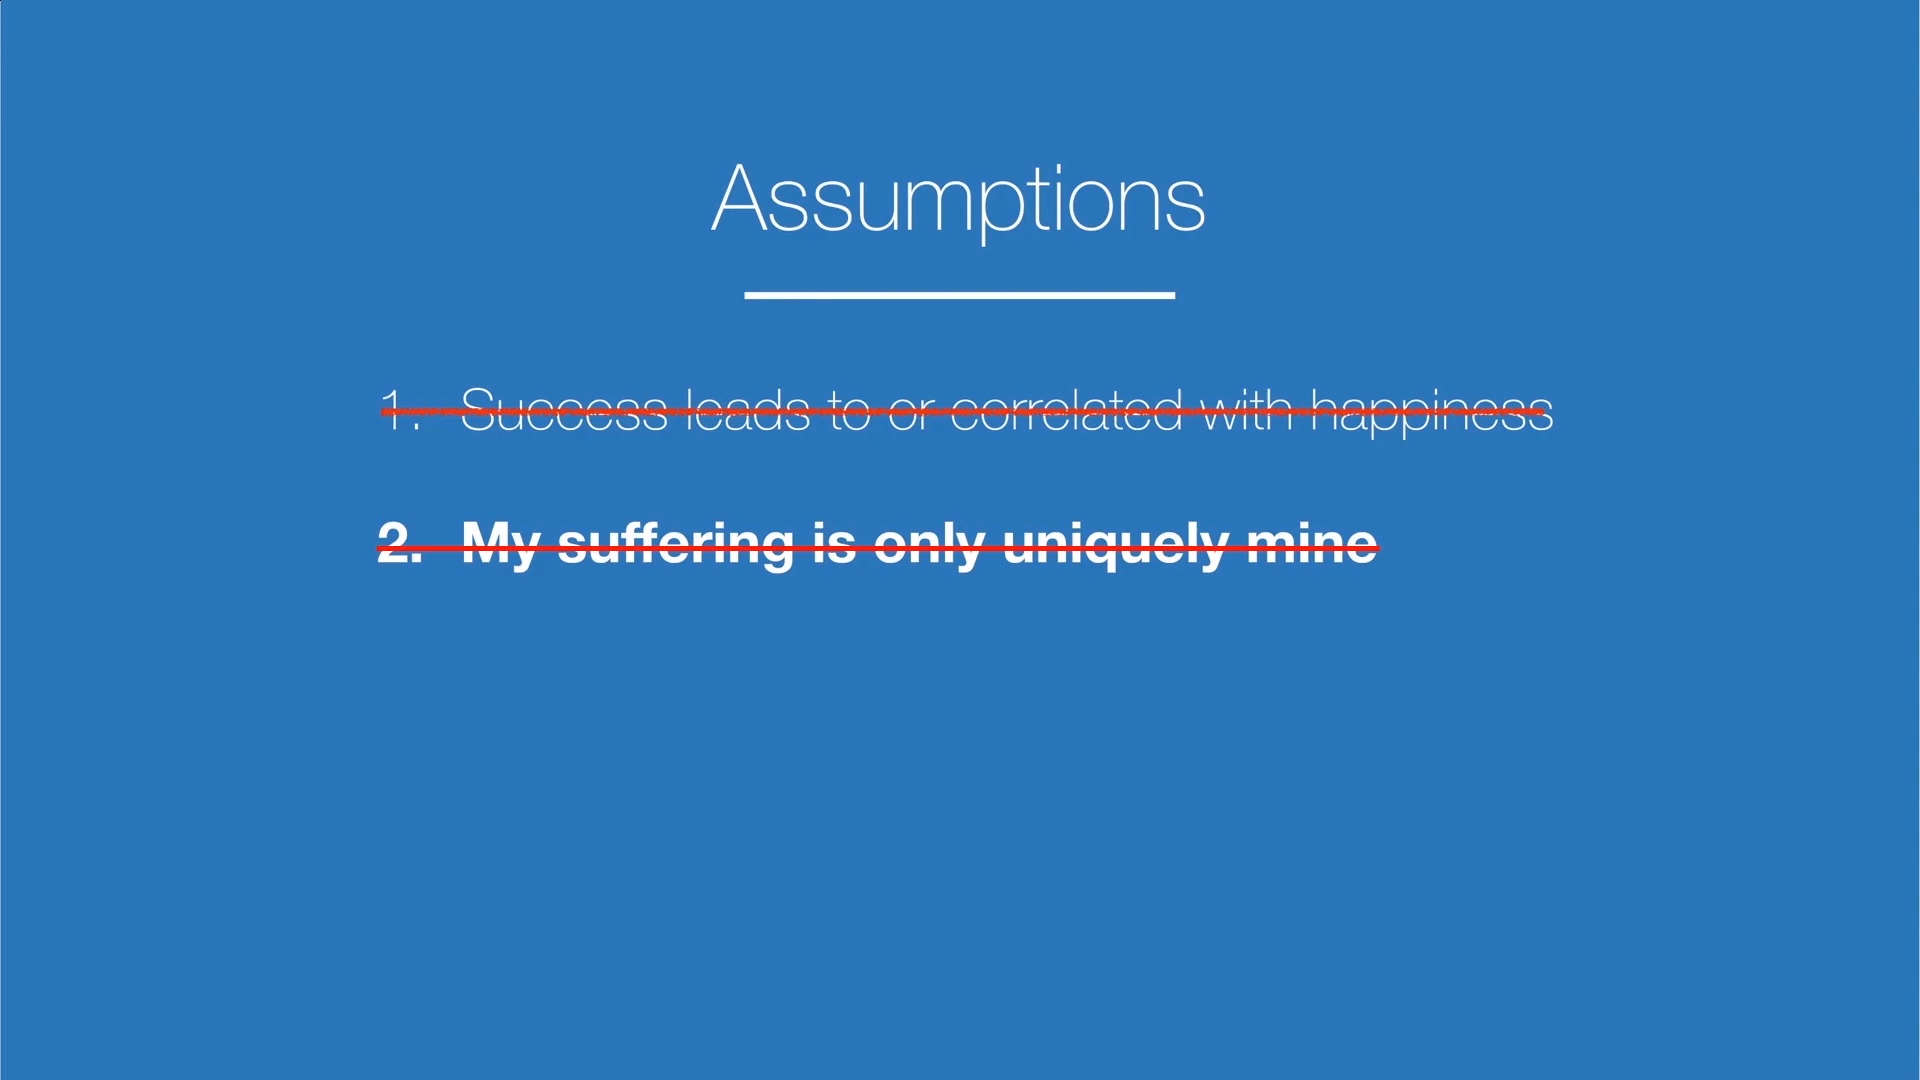 Assumptions
1. Success leads to or correlated with happiness
2. My suffering is only uniquely mine